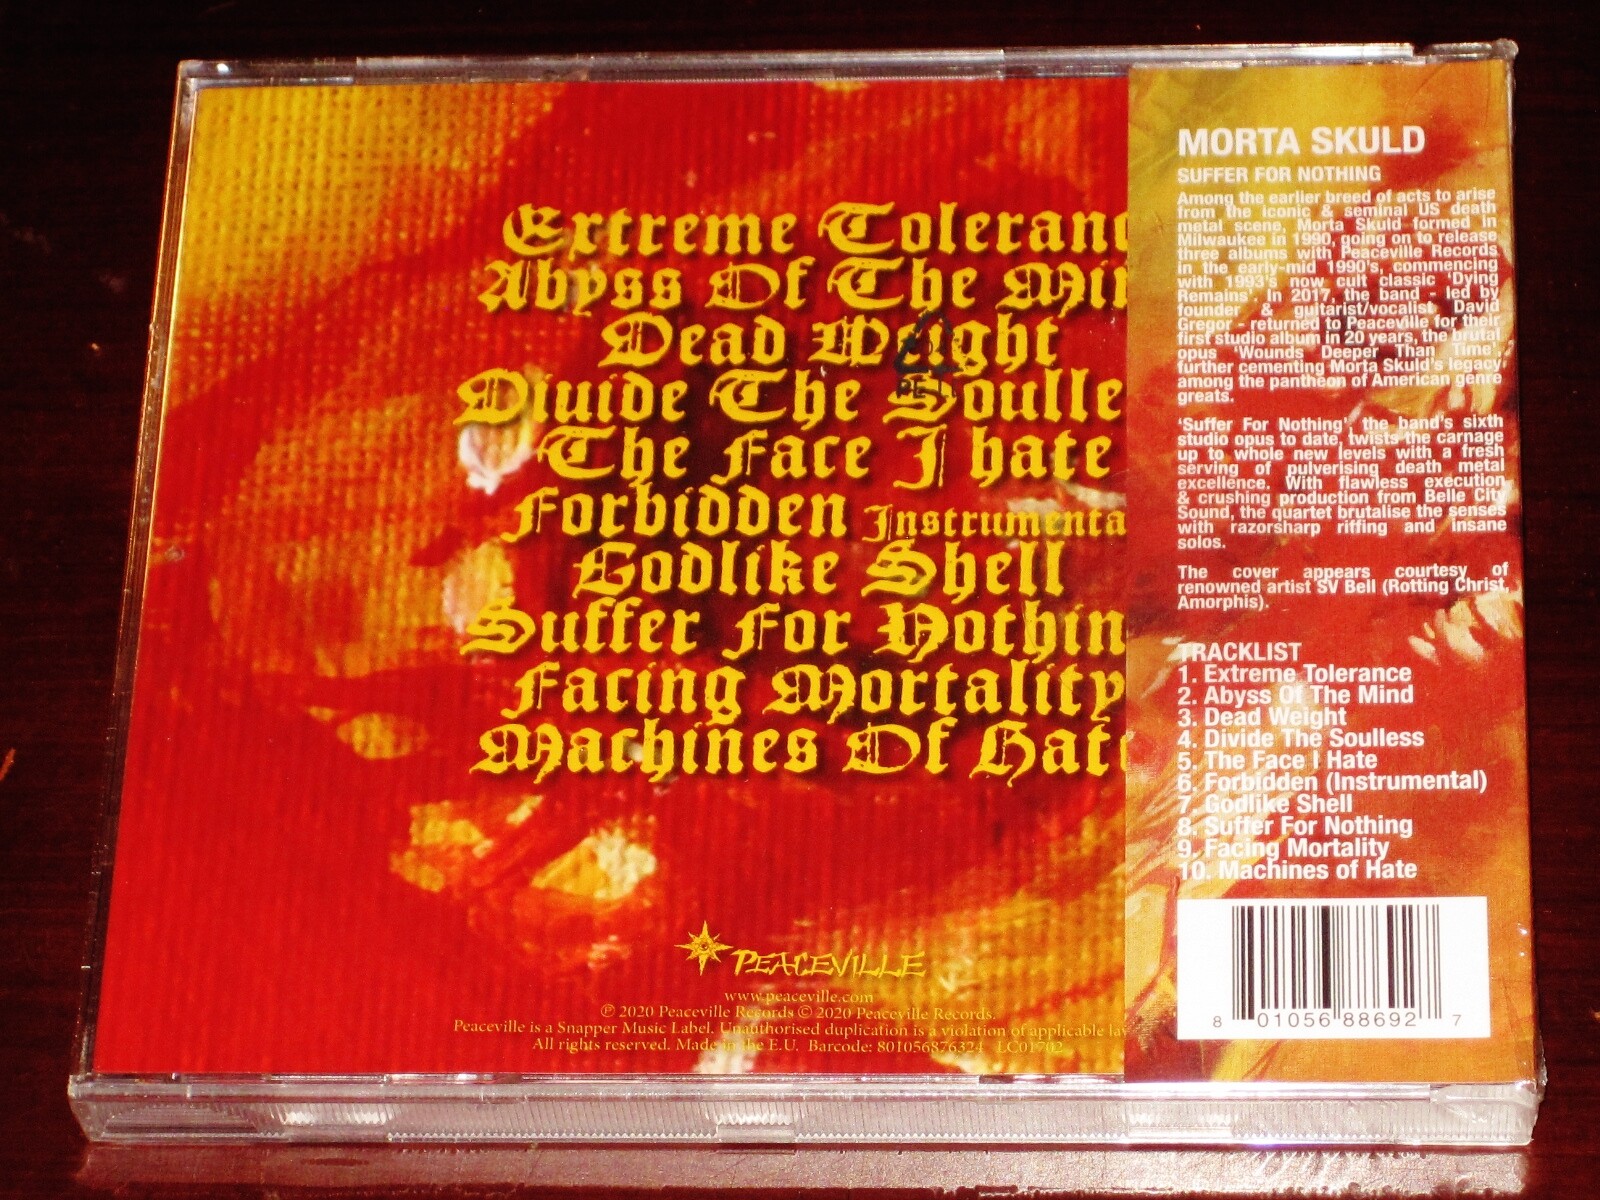 Extreme Toleranc
Abyss Of The Min
Dead Weight
Divide The Soulle
The Face I hate
Forbidden Instrumenta
Godlike Shell
Suffer For Nothin
Facing Mortality
Machines Of Hate
PEACEVILLE
www.peaceville.com
℗ 2020 Peaceville Records © 2020 Peaceville Records.
Peaceville is a Snapper Music Label. Unauthorised duplication is a violation of applicable law
All rights reserved. Made in the E.U. Barcode: 801056876324 LC01702
MORTA SKULD
SUFFER FOR NOTHING
Among the earlier breed of acts to arise
from the iconic & seminal US death
metal scene, Morta Skuld formed in
Milwaukee in 1990, going on to release
three albums with Peaceville Records
in the early-mid 1990's, commencing
with 1993's now cult classic 'Dying
Remains'. In 2017, the band - led by
founder & guitarist/vocalist David
Gregor - returned to Peaceville for their
first studio album in 20 years, the brutal
opus 'Wounds Deeper Than Time',
further cementing Morta Skuld's legacy
among the pantheon of American genre
greats.
'Suffer For Nothing', the band's sixth
studio opus to date, twists the carnage
up to whole new levels with a fresh
serving of pulverising death metal
excellence. With flawless execution
& crushing production from Belle City
Sound, the quartet brutalise the senses
with razorsharp riffing and insane
solos.
The cover appears courtesy of
renowned artist SV Bell (Rotting Christ,
Amorphis).
TRACKLIST
1. Extreme Tolerance
2. Abyss Of The Mind
3. Dead Weight
4. Divide The Soulless
5. The Face I Hate
6. Forbidden (Instrumental)
7. Godlike Shell
8. Suffer For Nothing
9. Facing Mortality
10. Machines of Hate
8 01056 88692 7